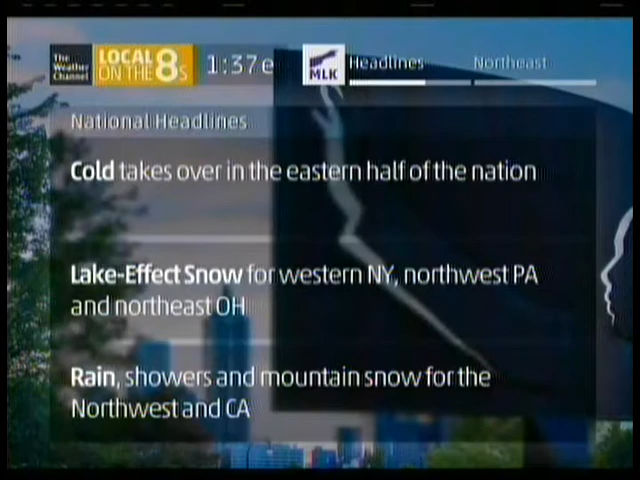 The Weather Channel
LOCAL ON THE 8s
1:37e
MLK
Headlines
Northeast
National Headlines
Cold takes over in the eastern half of the nation
Lake-Effect Snow for western NY, northwest PA
and northeast OH
Rain, showers and mountain snow for the
Northwest and CA